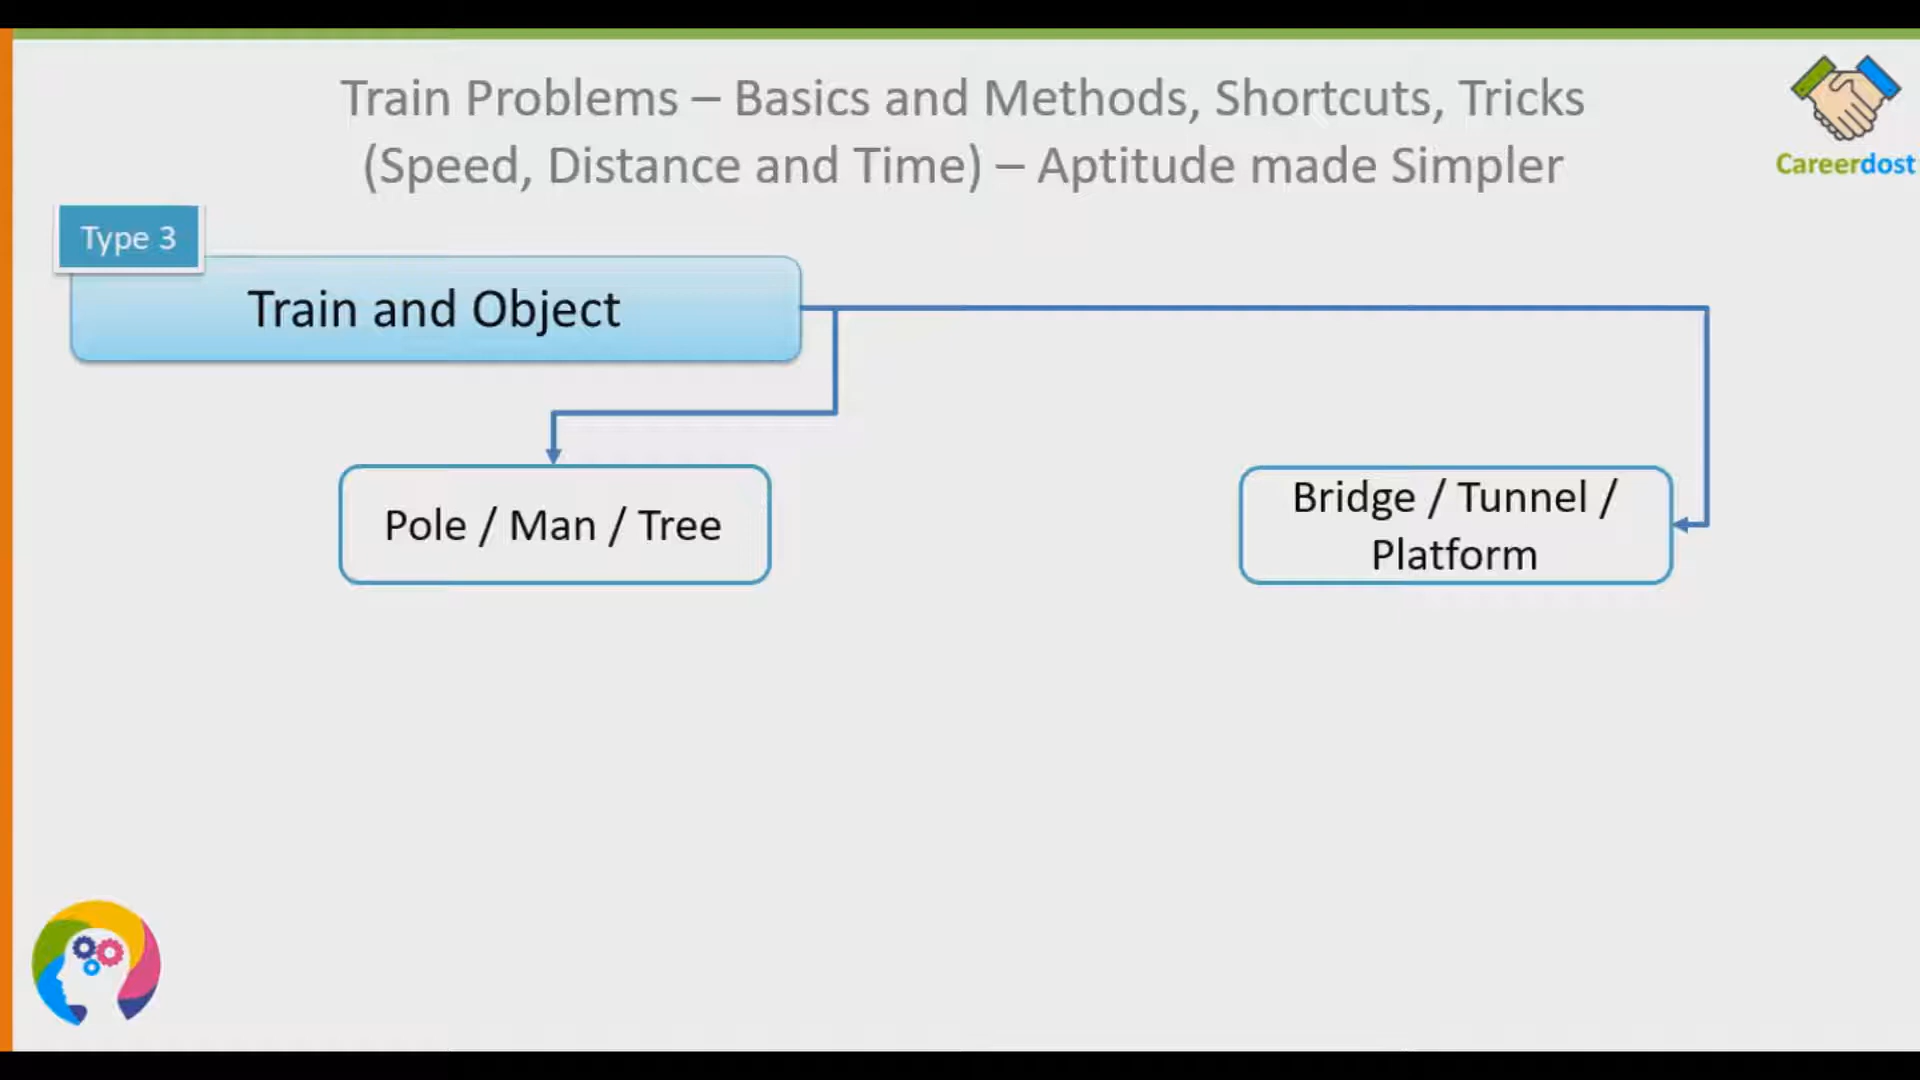 Train Problems – Basics and Methods, Shortcuts, Tricks
(Speed, Distance and Time) – Aptitude made Simpler
Careerdost
Type 3
Train and Object
Pole / Man / Tree
Bridge / Tunnel /
Platform